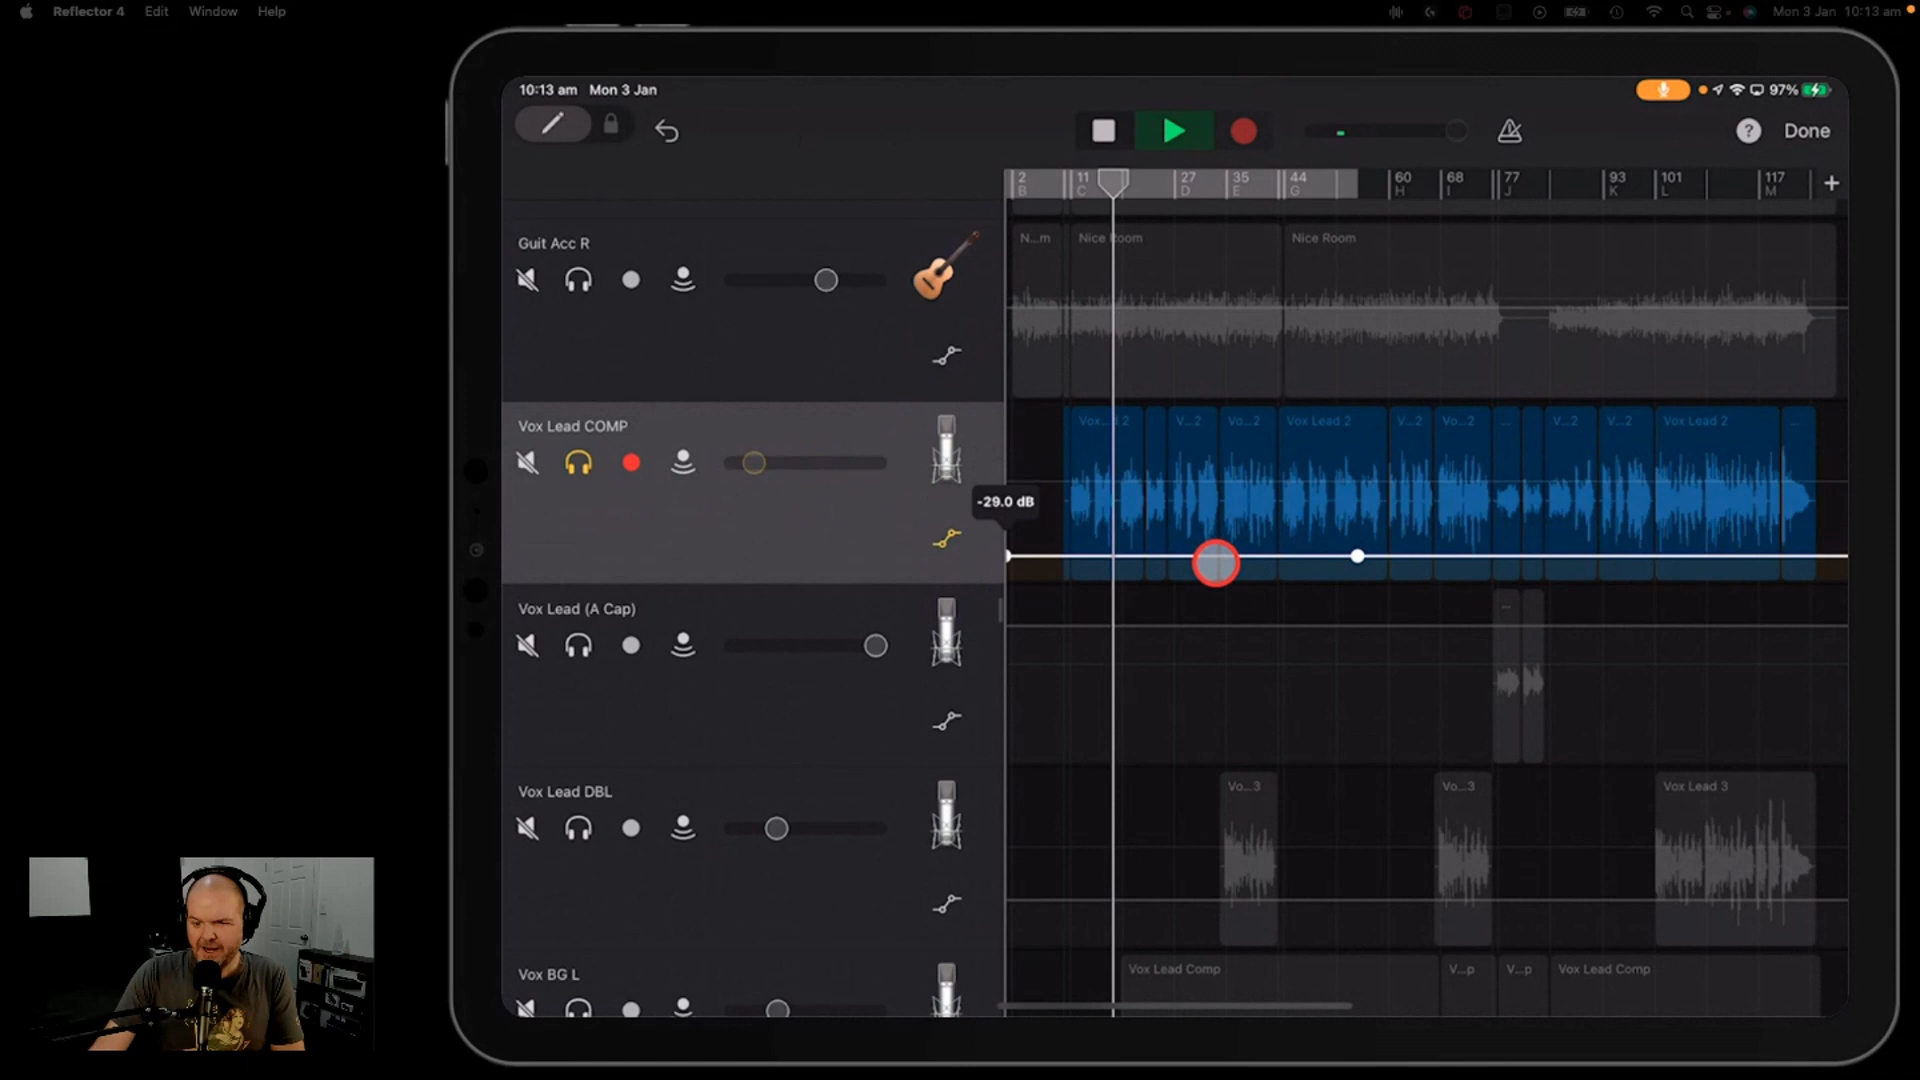 Reflector 4 Edit Window Help
Mon 3 Jan 10:13 am
10:13 am Mon 3 Jan
97%
? Done
2 11 27 35 44 60 68 77 93 101 117 +
B C D E G H I J K L M
Guit Acc R
N...m Nice Room Nice Room
Vox Lead COMP
V...2 Vo...2 Vox Lead 2 V...2 Vo...2 ... V...2 V...2 Vox Lead 2 ...
-29.0 dB
Vox Lead (A Cap)
...
Vox Lead DBL
Vo...3 Vo...3 Vox Lead 3
Vox BG L
Vox Lead Comp V...p V...p Vox Lead Comp